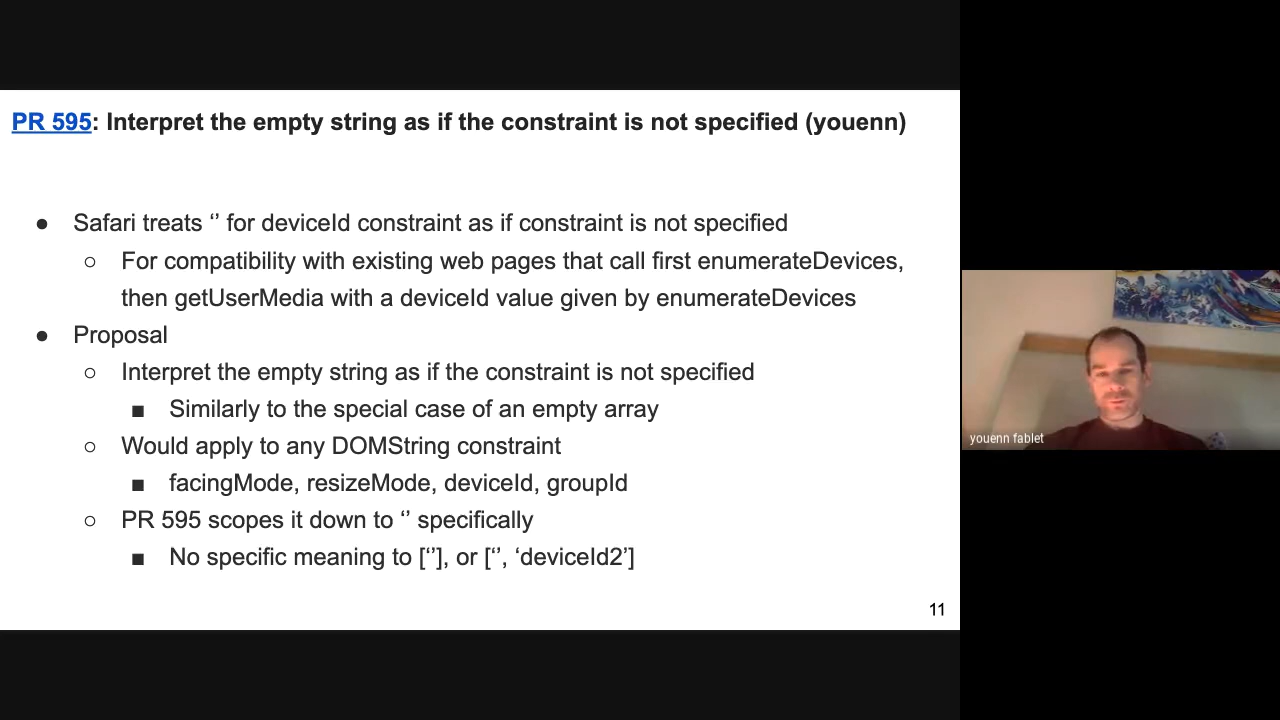 PR 595: Interpret the empty string as if the constraint is not specified (youenn)
● Safari treats ‘’ for deviceId constraint as if constraint is not specified
○ For compatibility with existing web pages that call first enumerateDevices,
then getUserMedia with a deviceId value given by enumerateDevices
● Proposal
○ Interpret the empty string as if the constraint is not specified
■ Similarly to the special case of an empty array
○ Would apply to any DOMString constraint
■ facingMode, resizeMode, deviceId, groupId
○ PR 595 scopes it down to ‘’ specifically
■ No specific meaning to [‘’], or [‘’, ‘deviceId2’]
11
youenn fablet